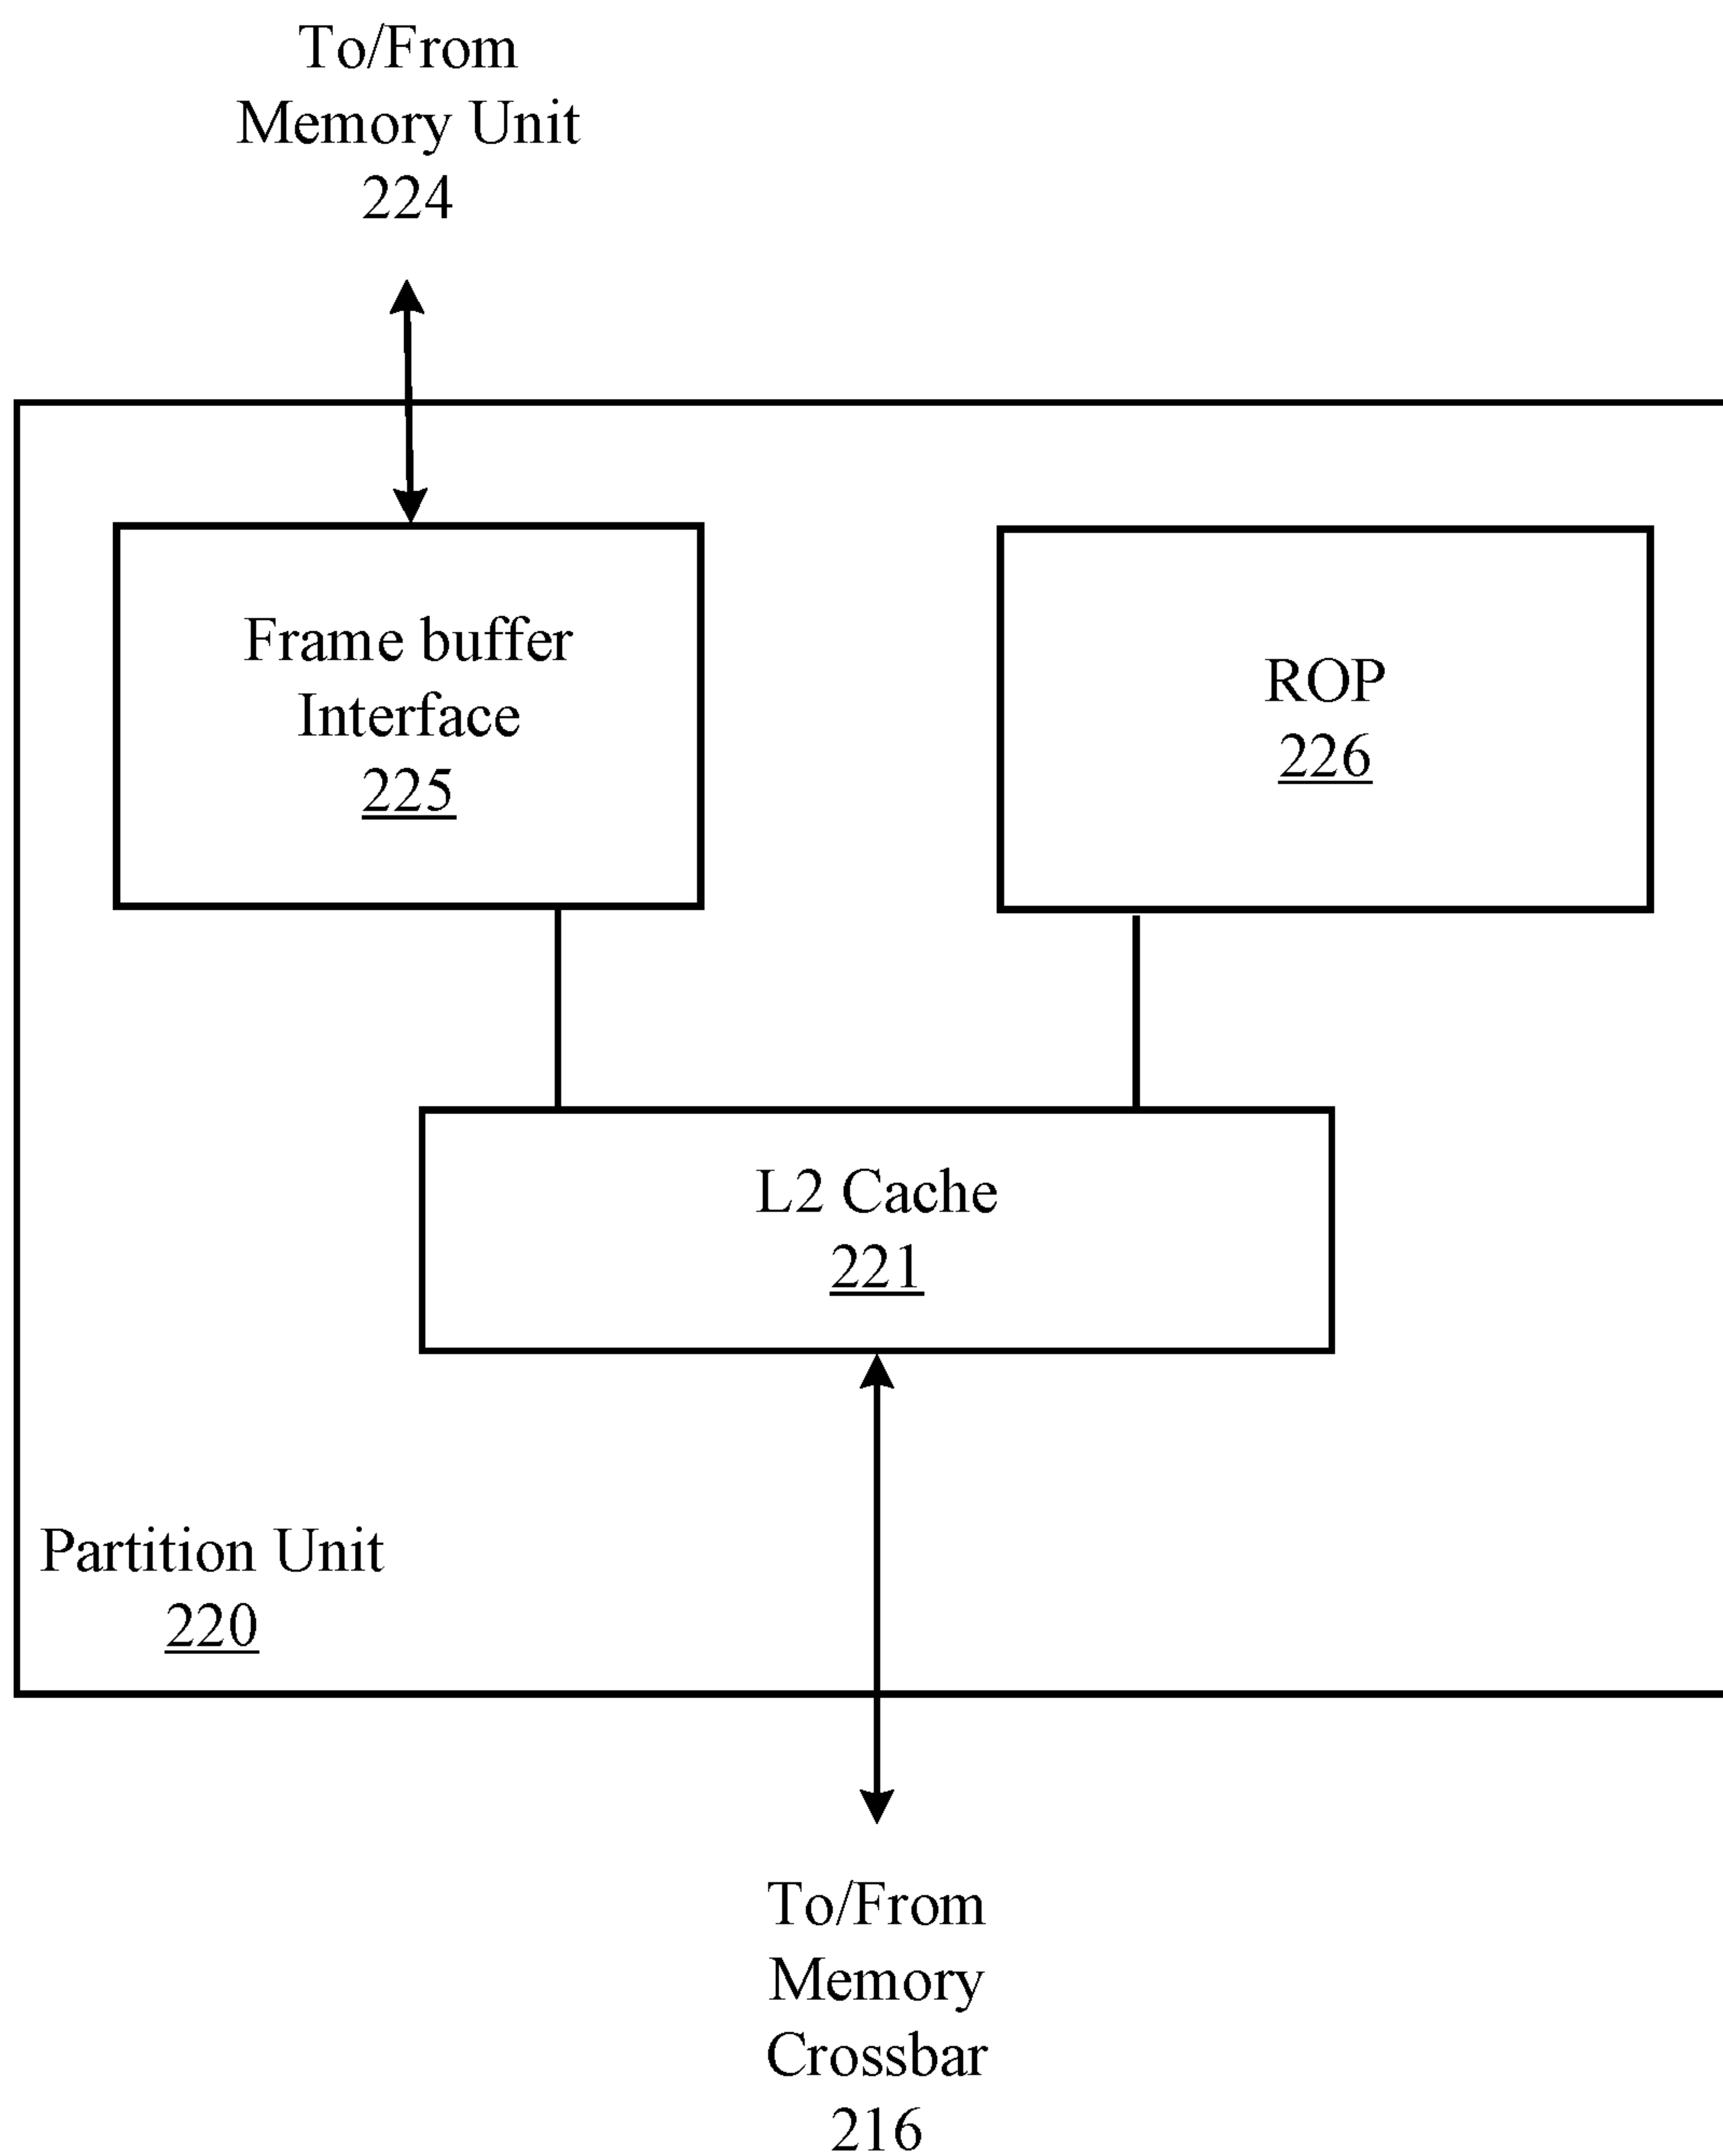 To/From
Memory Unit
224
Frame buffer
Interface
225
ROP
226
L2 Cache
221
Partition Unit
220
To/From
Memory
Crossbar
216